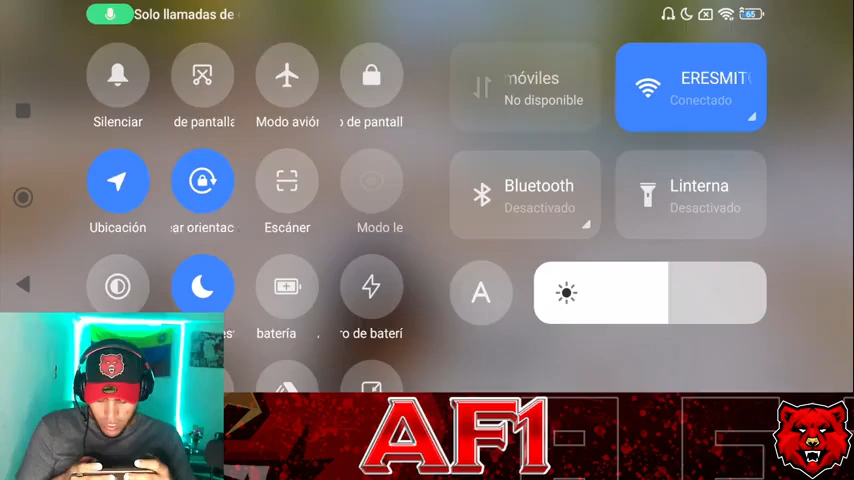 Solo llamadas de
65
móviles
No disponible
ERESMIT
Conectado
Silenciar
de pantalla
Modo avión
o de pantall
Bluetooth
Desactivado
Linterna
Desactivado
Ubicación
ear orientac
Escáner
Modo le
A
batería
ro de baterí
AF1